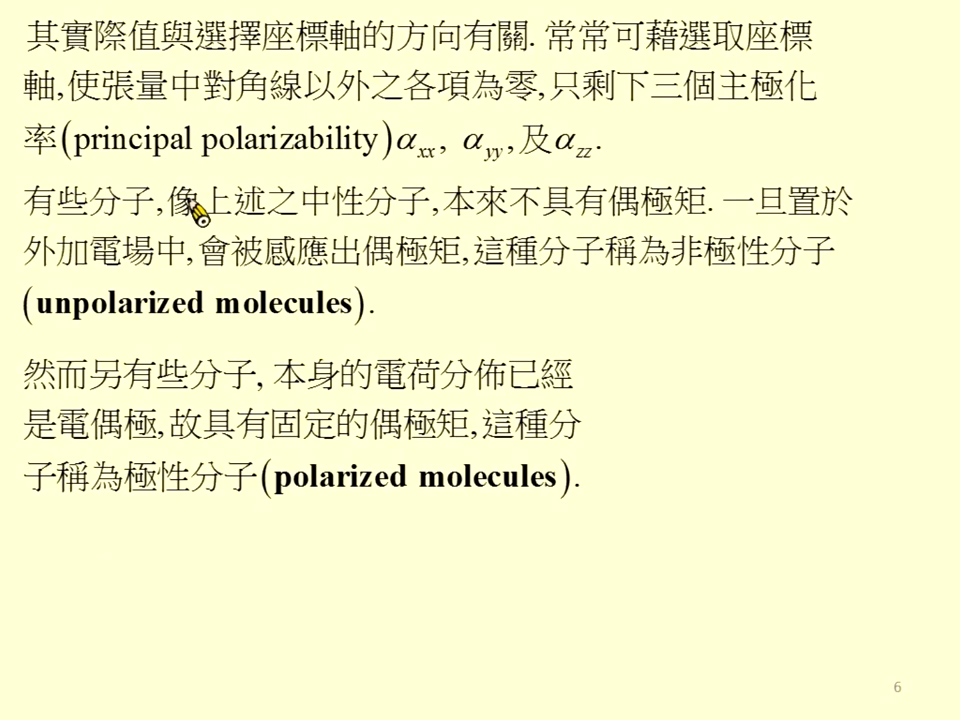 其實際值與選擇座標軸的方向有關. 常常可藉選取座標
軸,使張量中對角線以外之各項為零,只剩下三個主極化
率(principal polarizability)αxx, αyy,及αzz.
有些分子,像上述之中性分子,本來不具有偶極矩. 一旦置於
外加電場中,會被感應出偶極矩,這種分子稱為非極性分子
(unpolarized molecules).
然而另有些分子, 本身的電荷分佈已經
是電偶極,故具有固定的偶極矩,這種分
子稱為極性分子(polarized molecules).
6